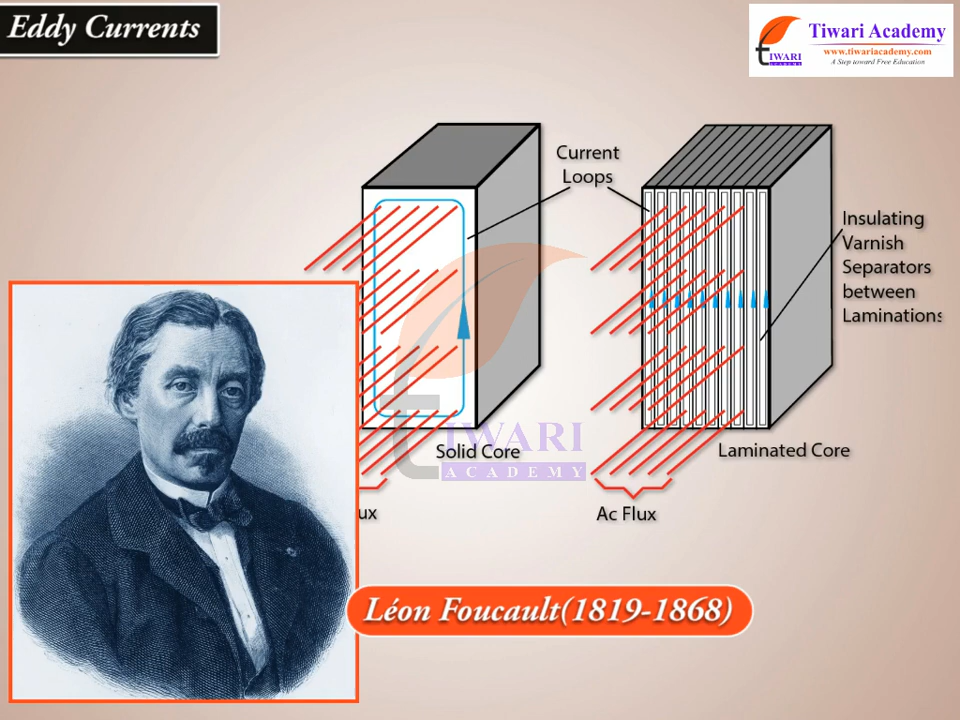 Eddy Currents
Tiwari Academy
www.tiwariacademy.com
A Step toward Free Education
TIWARI
ACADEMY
Current
Loops
Insulating
Varnish
Separators
between
Laminations
TIWARI
ACADEMY
Solid Core
Laminated Core
ux
Ac Flux
Léon Foucault(1819-1868)